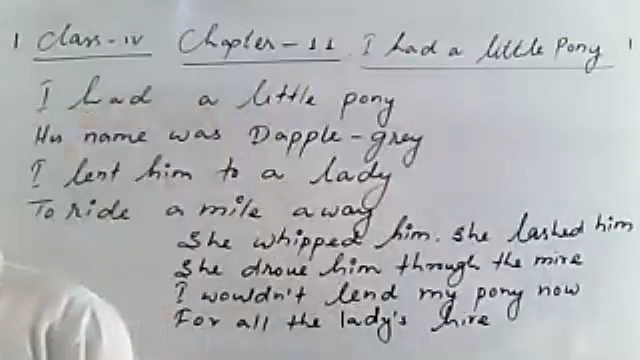 Class-IV Chapter-11. I had a little Pony
I had a little pony
His name was Dapple-grey
I lent him to a lady
To ride a mile away
She whipped him. She lashed him
She drove him through the mire
I wouldn't lend my pony now
For all the lady's hire